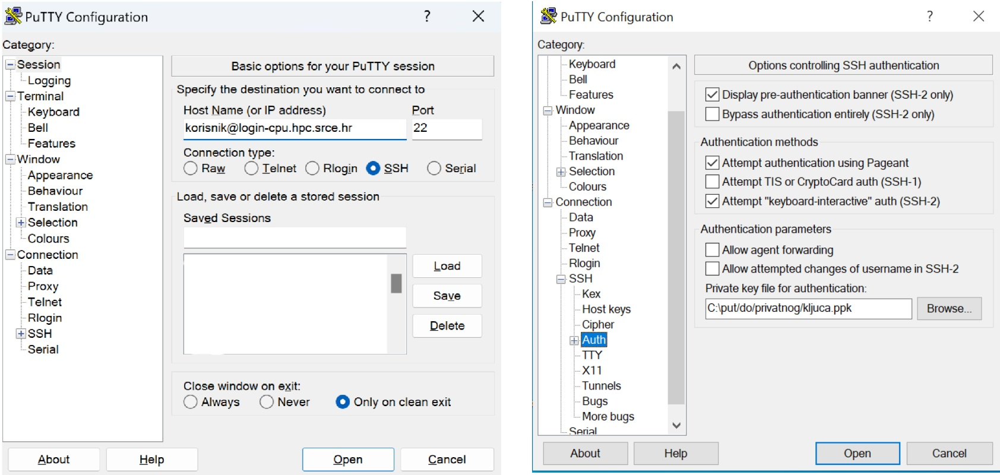 PuTTY Configuration
?
Category:
Session
Logging
Terminal
Keyboard
Bell
Features
Window
Appearance
Behaviour
Translation
Selection
Colours
Connection
Data
Proxy
Telnet
Rlogin
SSH
Serial
Basic options for your PuTTY session
Specify the destination you want to connect to
Host Name (or IP address) Port
korisnik@login-cpu.hpc.srce.hr 22
Connection type:
Raw Telnet Rlogin SSH Serial
Load, save or delete a stored session
Saved Sessions
Load
Save
Delete
Close window on exit:
Always Never Only on clean exit
About Help Open Cancel
PuTTY Configuration
?
Category:
Keyboard
Bell
Features
Window
Appearance
Behaviour
Translation
Selection
Colours
Connection
Data
Proxy
Telnet
Rlogin
SSH
Kex
Host keys
Cipher
Auth
TTY
X11
Tunnels
Bugs
More bugs
Serial
Options controlling SSH authentication
Display pre-authentication banner (SSH-2 only)
Bypass authentication entirely (SSH-2 only)
Authentication methods
Attempt authentication using Pageant
Attempt TIS or CryptoCard auth (SSH-1)
Attempt "keyboard-interactive" auth (SSH-2)
Authentication parameters
Allow agent forwarding
Allow attempted changes of username in SSH-2
Private key file for authentication:
C:\put/do/privatnog/kljuca.ppk Browse...
About Help Open Cancel